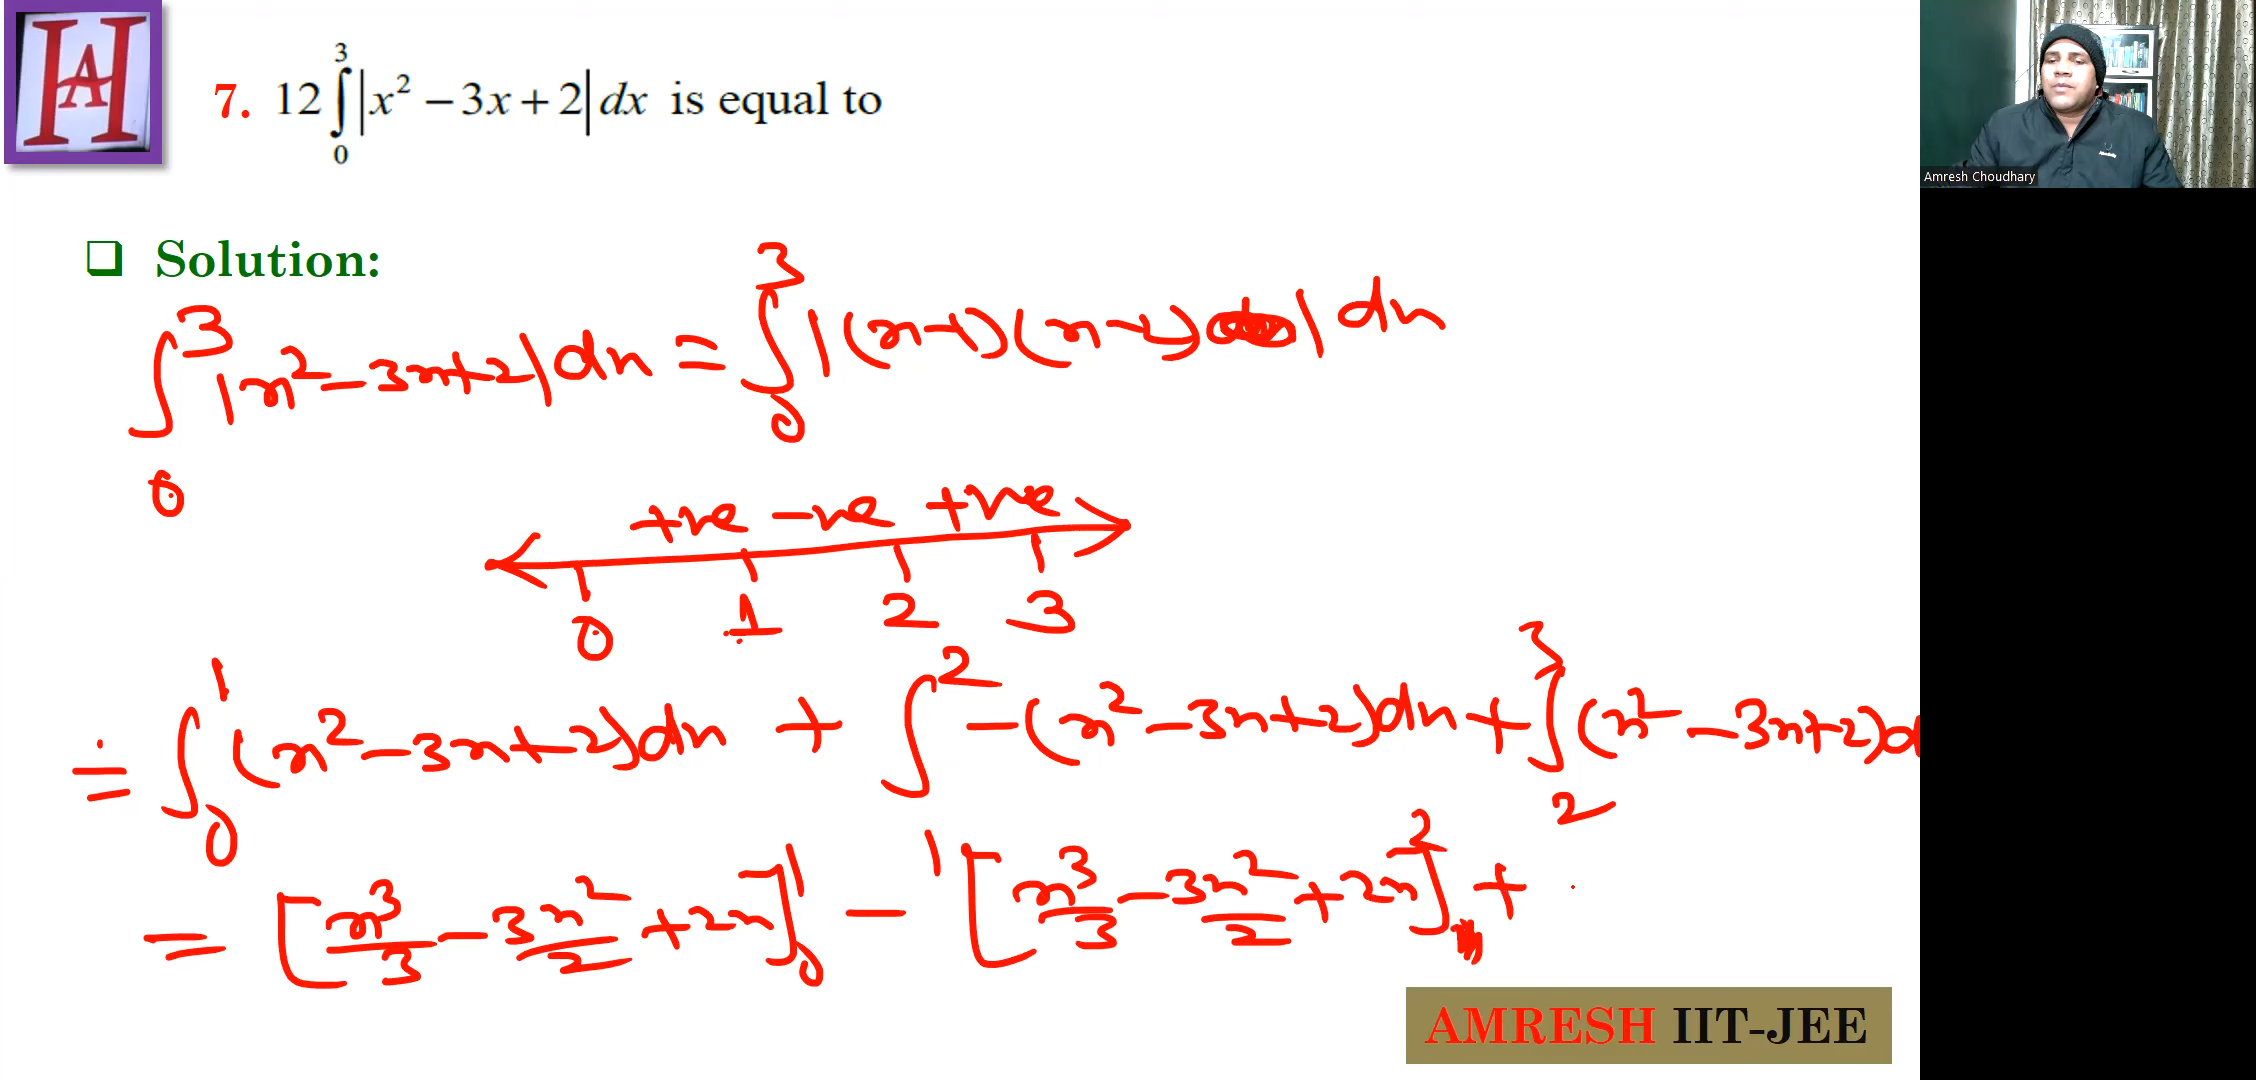 HA
7. 12 ∫₀³ |x² − 3x + 2| dx is equal to
Amresh Choudhary
❑ Solution:
∫₀³ |x² − 3x + 2| dx = ∫₀³ |(x−1)(x−2)| dx
+ve −ve +ve
0 1 2 3
= ∫₀¹ (x² − 3x + 2) dx + ∫₁² −(x² − 3x + 2) dx + ∫₂³ (x² − 3x + 2) d
= [x³/3 − 3x²/2 + 2x]₀¹ − [x³/3 − 3x²/2 + 2x]² +
AMRESH IIT-JEE